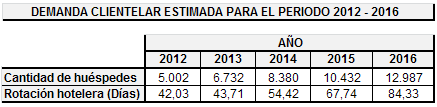 DEMANDA CLIENTELAR ESTIMADA PARA EL PERIODO 2012 - 2016
AÑO
2012 2013 2014 2015 2016
Cantidad de huéspedes 5.002 6.732 8.380 10.432 12.987
Rotación hotelera (Días) 42,03 43,71 54,42 67,74 84,33